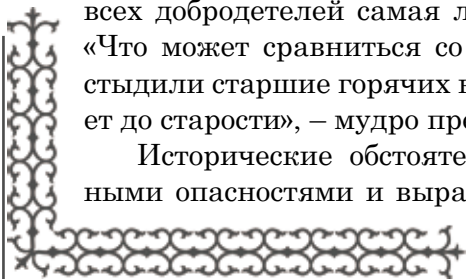 всех добродетелей самая л
«Что может сравниться со
стыдили старшие горячих
ет до старости», – мудро пр
Исторические обстояте
ными опасностями и выра